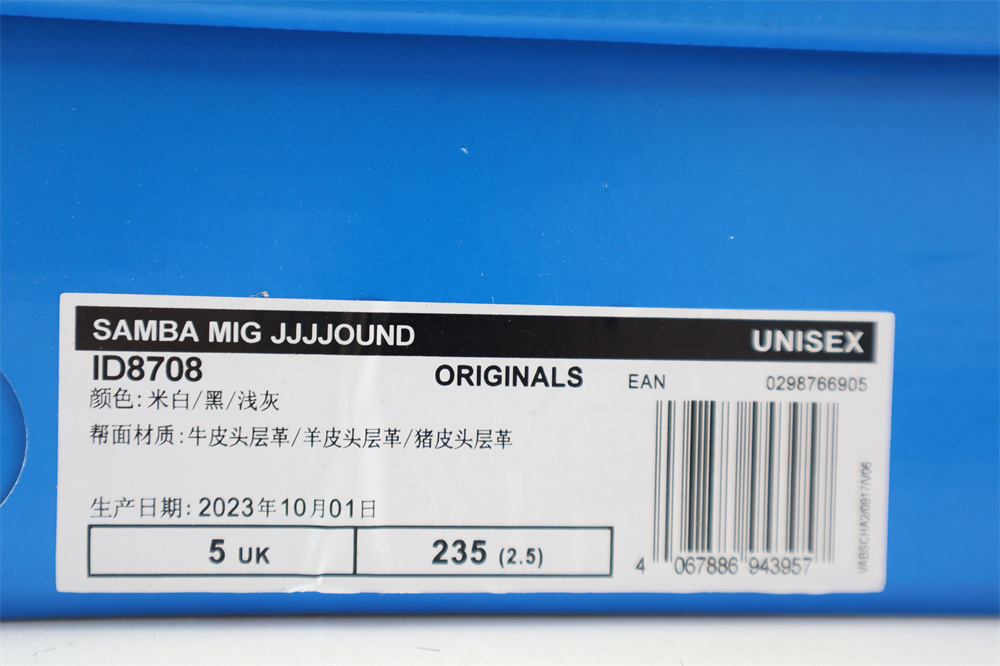 SAMBA MIG JJJJOUND UNISEX
ID8708 ORIGINALS EAN 0298766905
颜色:米白/黑/浅灰
帮面材质:牛皮头层革/羊皮头层革/猪皮头层革
生产日期:2023年10月01日
5 UK 235 (2.5)
4 067886 943957
VABSCHA2/0917/V06